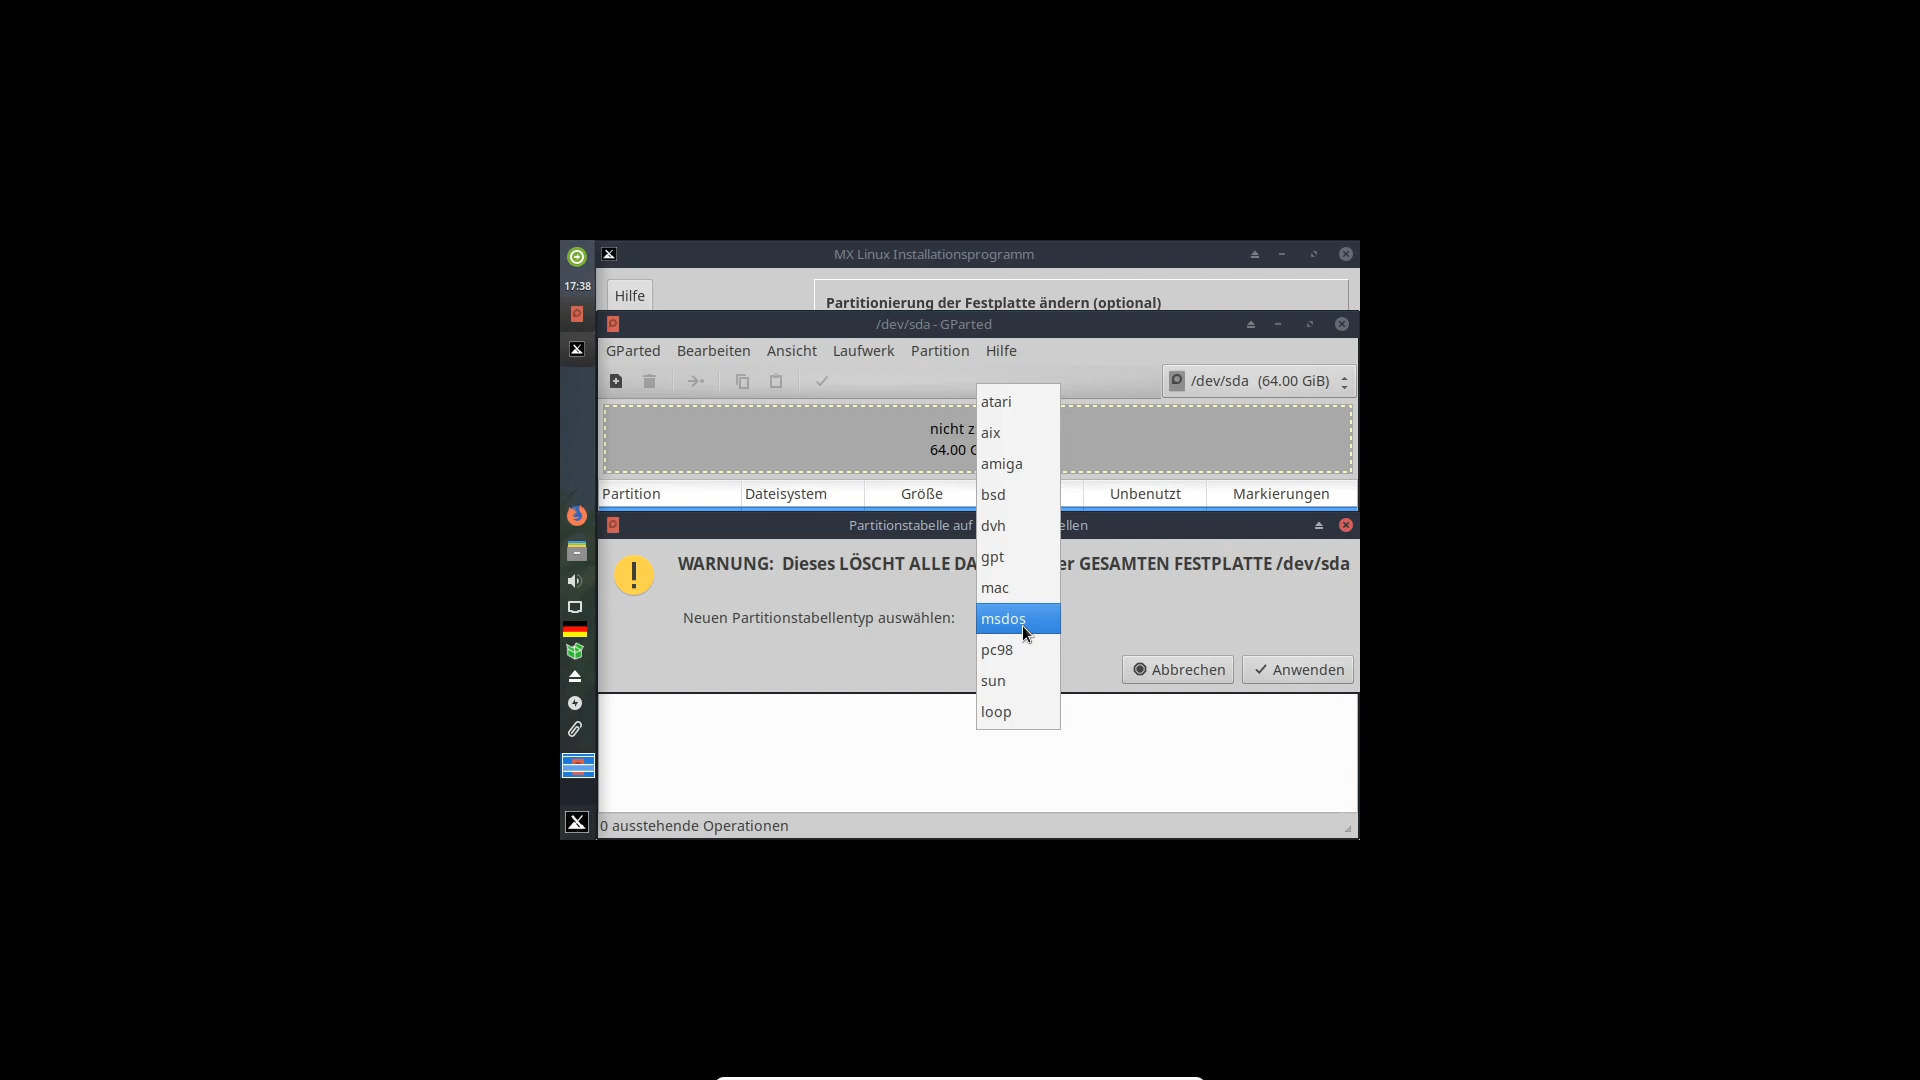 MX Linux Installationsprogramm
17:38
Hilfe
Partitionierung der Festplatte ändern (optional)
/dev/sda - GParted
GParted Bearbeiten Ansicht Laufwerk Partition Hilfe
/dev/sda (64.00 GiB)
nicht z
64.00 G
Partition Dateisystem Größe Unbenutzt Markierungen
Partitionstabelle auf ellen
WARNUNG: Dieses LÖSCHT ALLE DA er GESAMTEN FESTPLATTE /dev/sda
Neuen Partitionstabellentyp auswählen:
atari
aix
amiga
bsd
dvh
gpt
mac
msdos
pc98
sun
loop
Abbrechen Anwenden
0 ausstehende Operationen